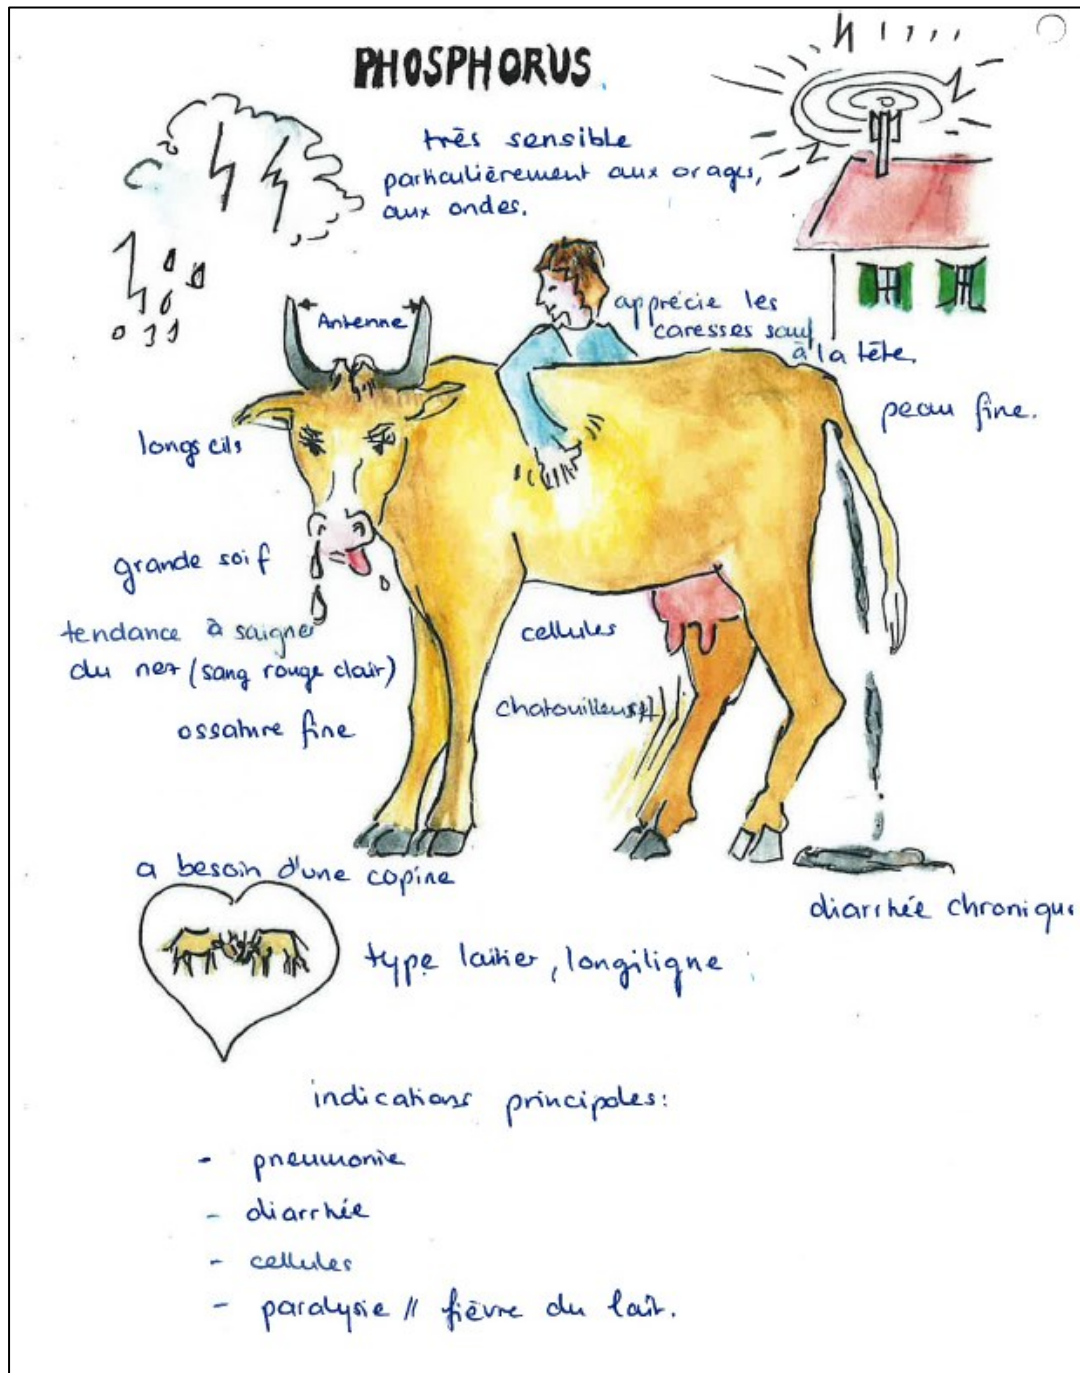 PHOSPHORUS
très sensible
particulièrement aux orages,
aux ondes.
Antenne
apprécie les
caresses sauf
à la tête.
peau fine.
longs cils
grande soif
tendance à saigner
du nez (sang rouge clair)
ossature fine
cellules
chatouilleuse
a besoin d'une copine
diarrhée chronique
type laitier, longiligne
indications principales:
- pneumonie
- diarrhée
- cellules
- paralysie // fièvre du lait.